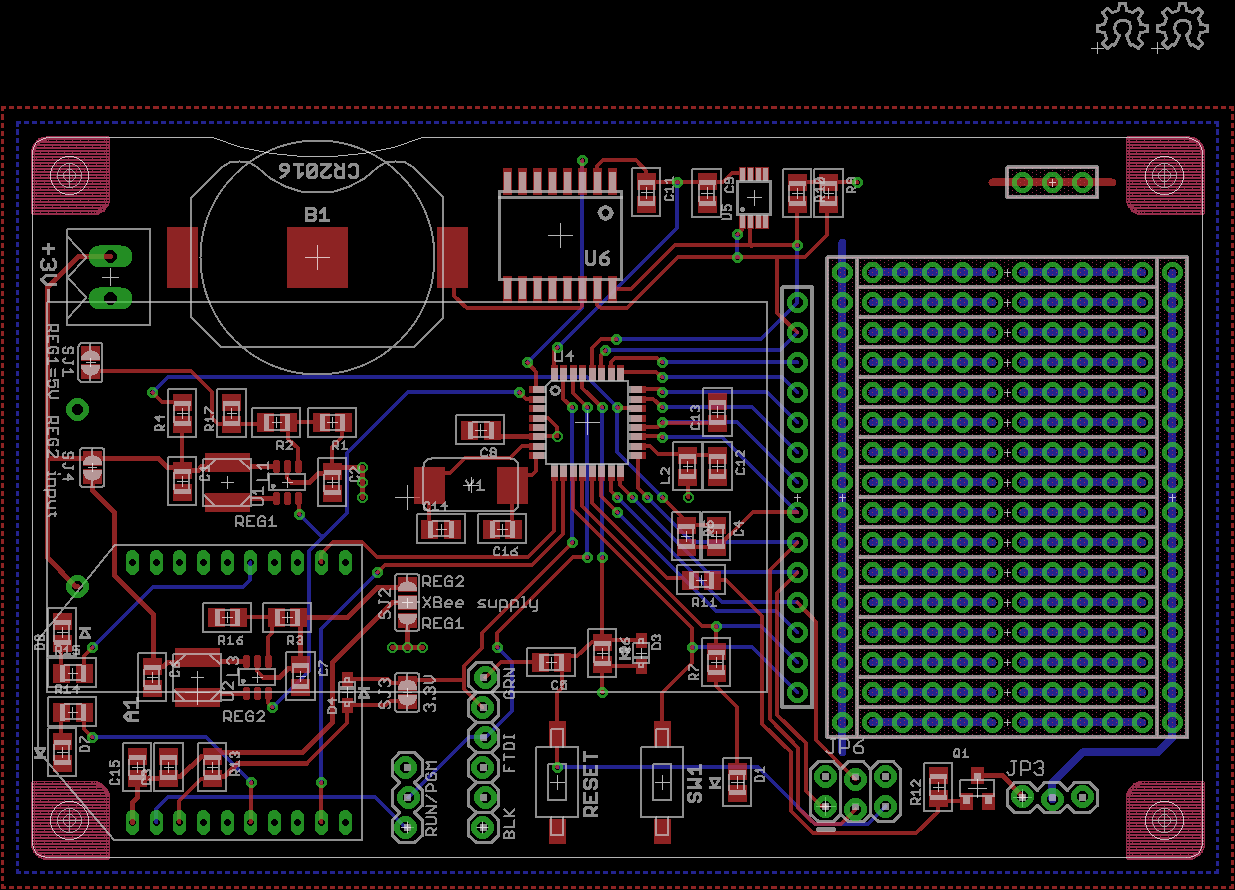 CR2016
B1
+3V
U6
C11
C9
U5
R10
R9
REG1=5V REG2 input
SJ1
SJ4
U4
R4
R17
R2
R1
C8
C13
C1
L1
U1
C2
REG1
Y1
C14
C16
L2
C12
C4
R11
REG2
XBee supply
REG1
SJ2
D3
R7
R16
R3
R15
R14
C6
L3
U2
C7
REG2
A1
D4
SJ3
3.3V
C5
GRN
FTDI
BLK
D2
C15
C3
R13
RUN/PGM
RESET
SW1
D1
JP6
R12
Q1
JP3